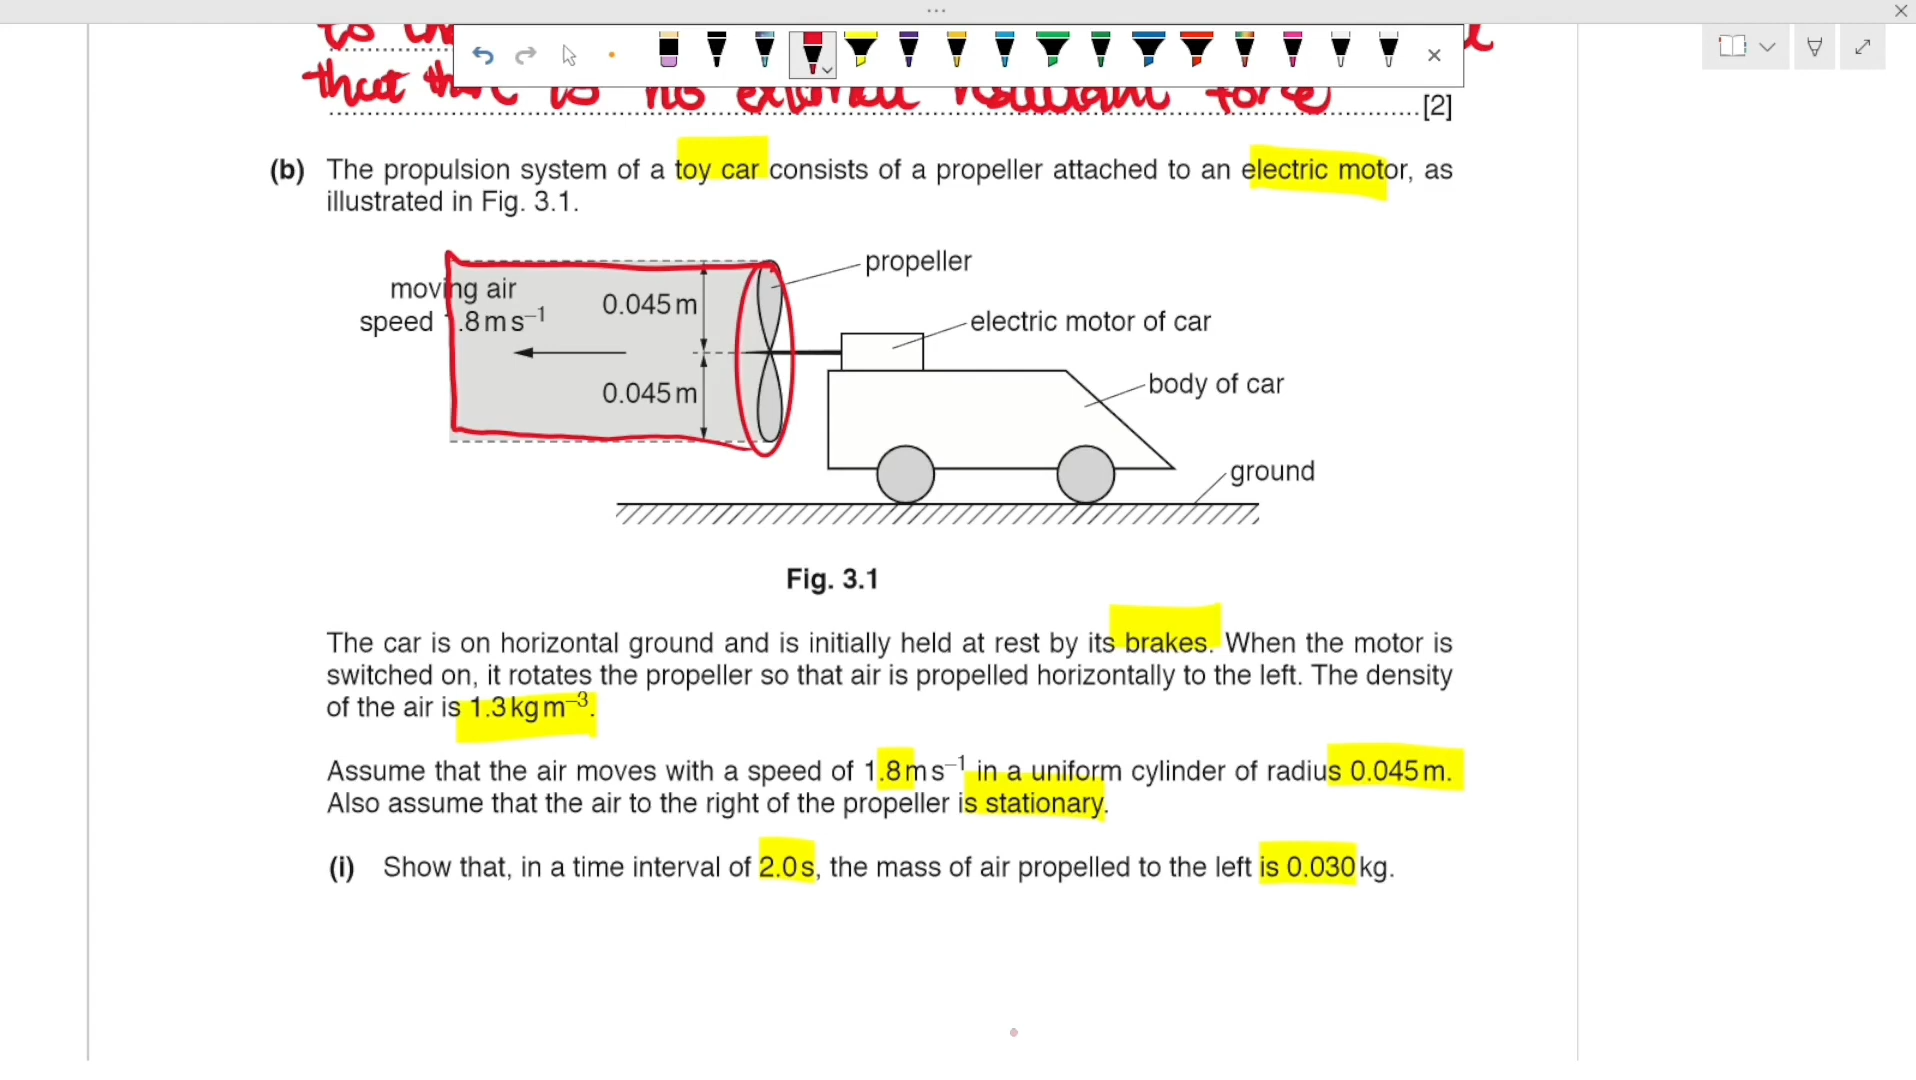 that is no external resultant force
[2]
(b) The propulsion system of a toy car consists of a propeller attached to an electric motor, as
illustrated in Fig. 3.1.
propeller
moving air
speed 1.8 m s⁻¹
0.045 m
electric motor of car
0.045 m
body of car
ground
Fig. 3.1
The car is on horizontal ground and is initially held at rest by its brakes. When the motor is
switched on, it rotates the propeller so that air is propelled horizontally to the left. The density
of the air is 1.3 kg m⁻³.
Assume that the air moves with a speed of 1.8 m s⁻¹ in a uniform cylinder of radius 0.045 m.
Also assume that the air to the right of the propeller is stationary.
(i) Show that, in a time interval of 2.0 s, the mass of air propelled to the left is 0.030 kg.